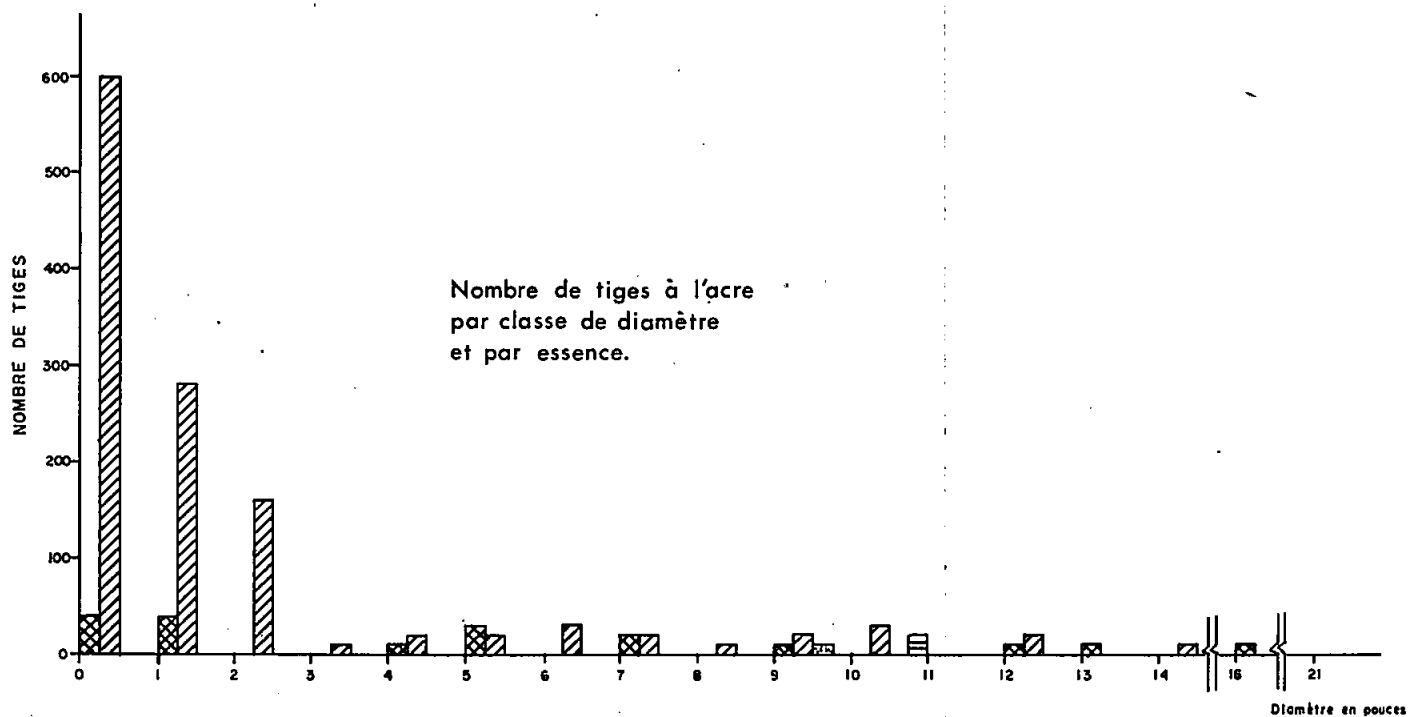 600
500
400
300
200
100
0
NOMBRE DE TIGES
Nombre de tiges à l'acre
par classe de diamètre
et par essence.
0 1 2 3 4 5 6 7 8 9 10 11 12 13 14 16 21
Diamètre en pouces